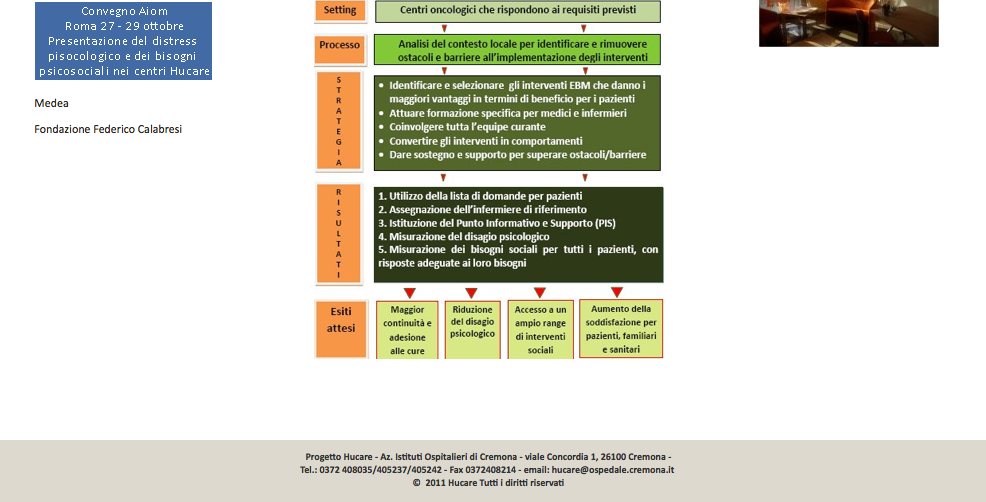 Convegno Aiom
Roma 27 - 29 ottobre
Presentazione del distress
pisocologico e dei bisogni
psicosociali nei centri Hucare
Medea
Fondazione Federico Calabresi
Setting
Centri oncologici che rispondono ai requisiti previsti
Processo
Analisi del contesto locale per identificare e rimuovere
ostacoli e barriere all'implementazione degli interventi
STRATEGIA
• Identificare e selezionare gli interventi EBM che danno i
maggiori vantaggi in termini di beneficio per i pazienti
• Attuare formazione specifica per medici e infermieri
• Coinvolgere tutta l'equipe curante
• Convertire gli interventi in comportamenti
• Dare sostegno e supporto per superare ostacoli/barriere
RISULTATI
1. Utilizzo della lista di domande per pazienti
2. Assegnazione dell'infermiere di riferimento
3. Istituzione del Punto Informativo e Supporto (PIS)
4. Misurazione del disagio psicologico
5. Misurazione dei bisogni sociali per tutti i pazienti, con
risposte adeguate ai loro bisogni
Esiti
attesi
Maggior
continuità e
adesione
alle cure
Riduzione
del disagio
psicologico
Accesso a un
ampio range
di interventi
sociali
Aumento della
soddisfazione per
pazienti, familiari
e sanitari
Progetto Hucare - Az. Istituti Ospitalieri di Cremona - viale Concordia 1, 26100 Cremona -
Tel.: 0372 408035/405237/405242 - Fax 0372408214 - email: hucare@ospedale.cremona.it
© 2011 Hucare Tutti i diritti riservati